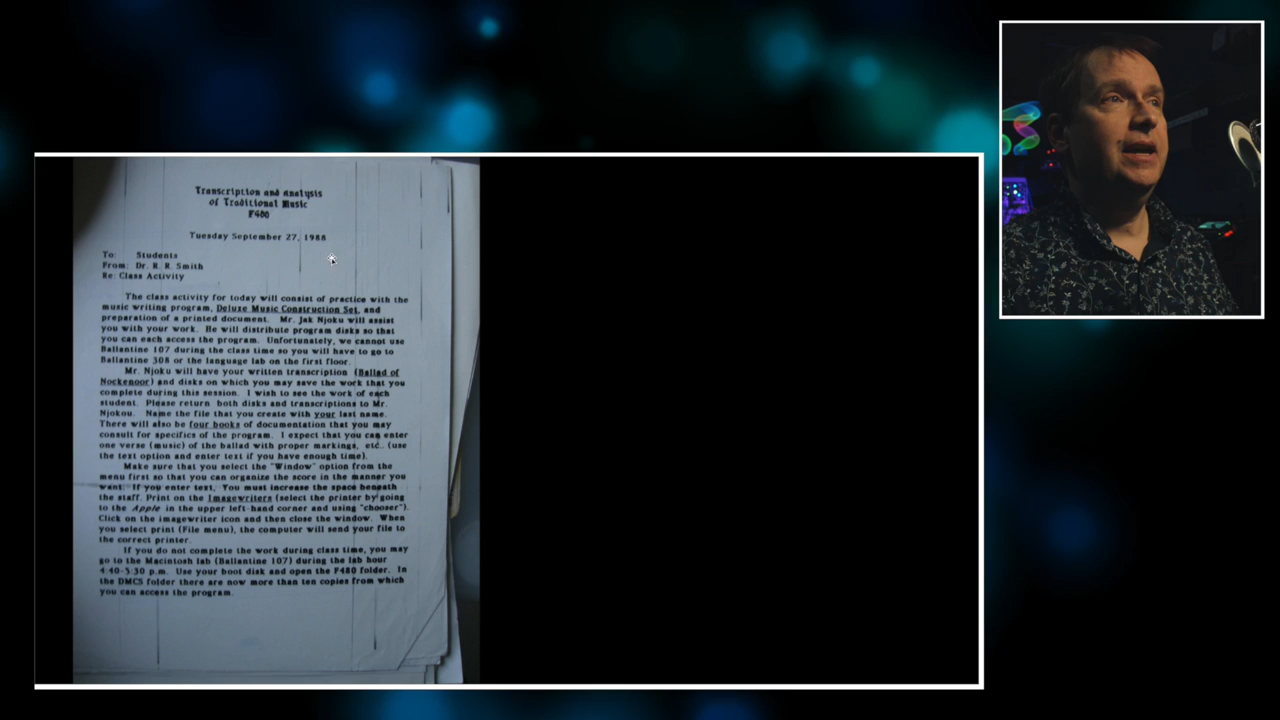 Transcription and Analysis
of Traditional Music
F400
Tuesday September 27, 1988
To: Students
From: Dr. R. R. Smith
Re: Class Activity
The class activity for today will consist of practice with the
music writing program, Deluxe Music Construction Set, and
preparation of a printed document. Mr. Jak Njoku will assist
you with your work. He will distribute program disks so that
you can each access the program. Unfortunately, we cannot use
Ballantine 107 during the class time so you will have to go to
Ballantine 308 or the language lab on the first floor.
Mr. Njoku will have your written transcription (Ballad of
Nockenoor) and disks on which you may save the work that you
complete during this session. I wish to see the work of each
student. Please return both disks and transcriptions to Mr.
Njokou. Name the file that you create with your last name.
There will also be four books of documentation that you may
consult for specifics of the program. I expect that you can enter
one verse (music) of the ballad with proper markings, etc. (use
the text option and enter text if you have enough time).
Make sure that you select the "Window" option from the
menu first so that you can organize the score in the manner you
want. If you enter text, You must increase the space beneath
the staff. Print on the Imagewriters (select the printer by going
to the Apple in the upper left-hand corner and using "chooser").
Click on the imagewriter icon and then close the window. When
you select print (File menu), the computer will send your file to
the correct printer.
If you do not complete the work during class time, you may
go to the Macintosh lab (Ballantine 107) during the lab hour
4:40-5:30 p.m. Use your boot disk and open the F480 folder. In
the DMCS folder there are now more than ten copies from which
you can access the program.